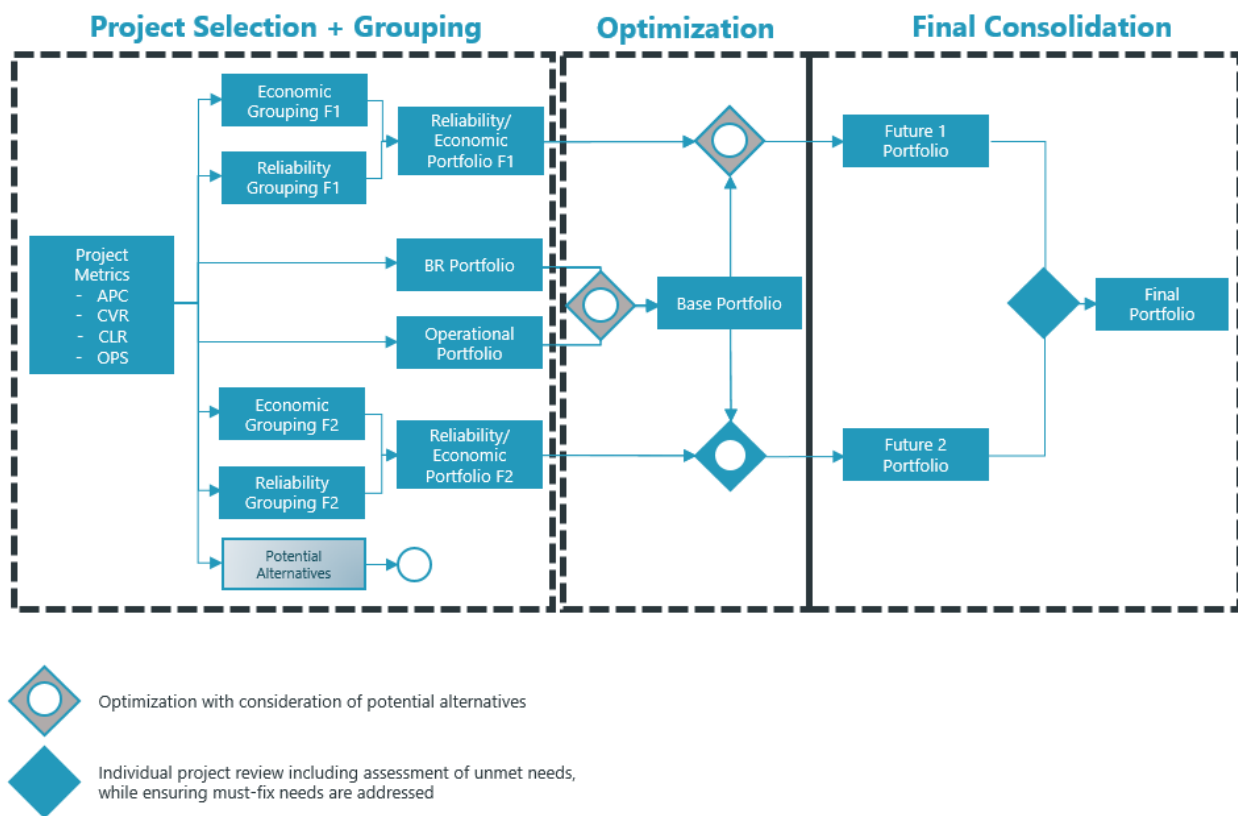 Project Selection + Grouping
Optimization
Final Consolidation
Economic
Grouping F1
Reliability
Grouping F1
Reliability/
Economic
Portfolio F1
Project
Metrics
- APC
- CVR
- CLR
- OPS
BR Portfolio
Operational
Portfolio
Economic
Grouping F2
Reliability
Grouping F2
Reliability/
Economic
Portfolio F2
Potential
Alternatives
Base Portfolio
Future 1
Portfolio
Future 2
Portfolio
Final
Portfolio
Optimization with consideration of potential alternatives
Individual project review including assessment of unmet needs,
while ensuring must-fix needs are addressed